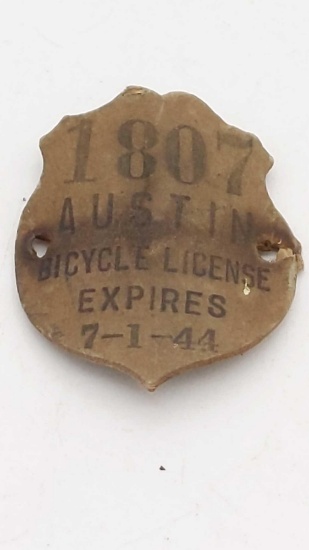 1807
AUSTIN
BICYCLE LICENSE
EXPIRES
7-1-44